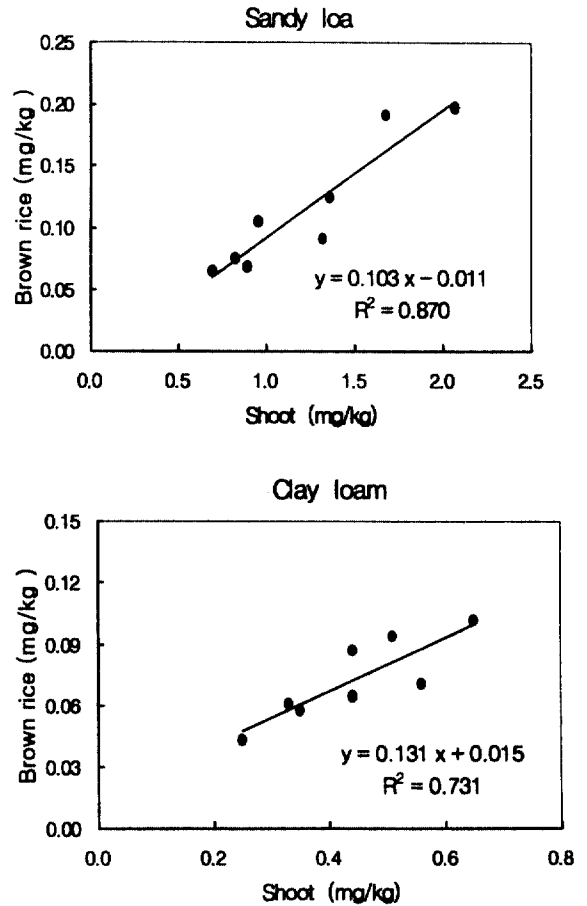 Sandy loa
0.25
0.20
0.15
0.10
0.05
0.00
Brown rice (mg/kg)
y = 0.103 x - 0.011
R² = 0.870
0.0 0.5 1.0 1.5 2.0 2.5
Shoot (mg/kg)
Clay loam
0.15
0.12
0.09
0.06
0.03
0.00
Brown rice (mg/kg )
y = 0.131 x + 0.015
R² = 0.731
0.0 0.2 0.4 0.6 0.8
Shoot (mg/kg)